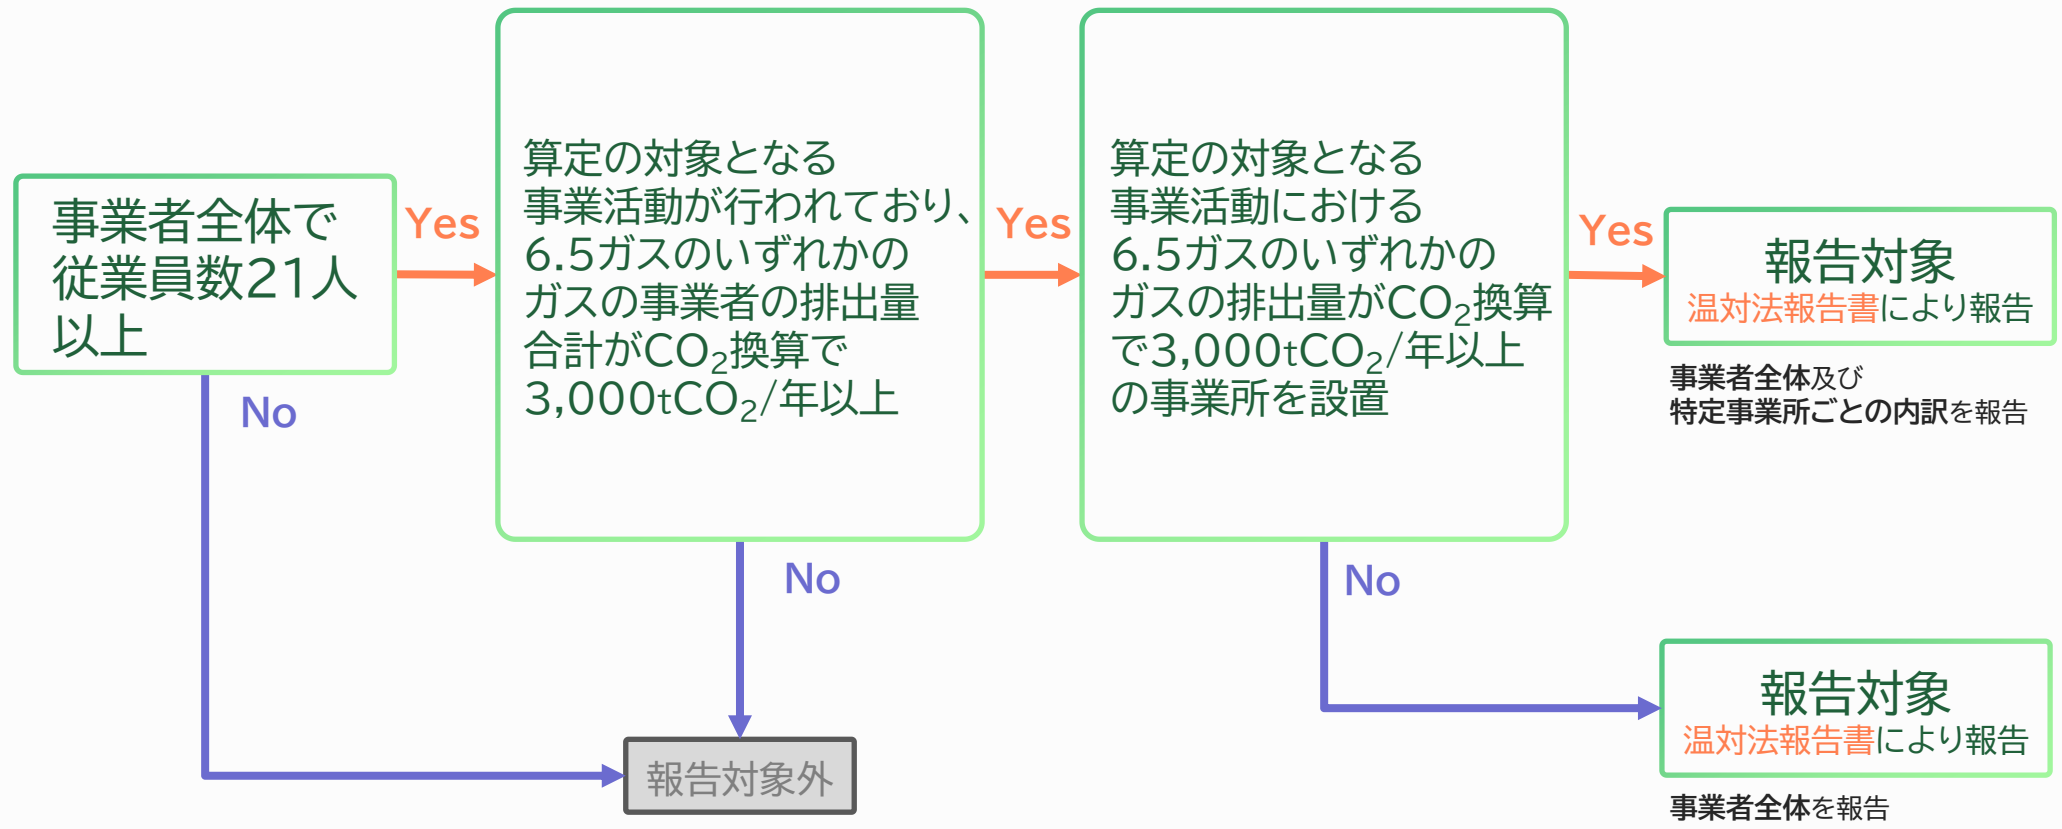 事業者全体で
従業員数21人
以上
Yes
No
算定の対象となる
事業活動が行われており、
6.5ガスのいずれかの
ガスの事業者の排出量
合計がCO₂換算で
3,000tCO₂/年以上
Yes
No
算定の対象となる
事業活動における
6.5ガスのいずれかの
ガスの排出量がCO₂換算
で3,000tCO₂/年以上
の事業所を設置
Yes
No
報告対象
温対法報告書により報告
事業者全体及び
特定事業所ごとの内訳を報告
報告対象外
報告対象
温対法報告書により報告
事業者全体を報告